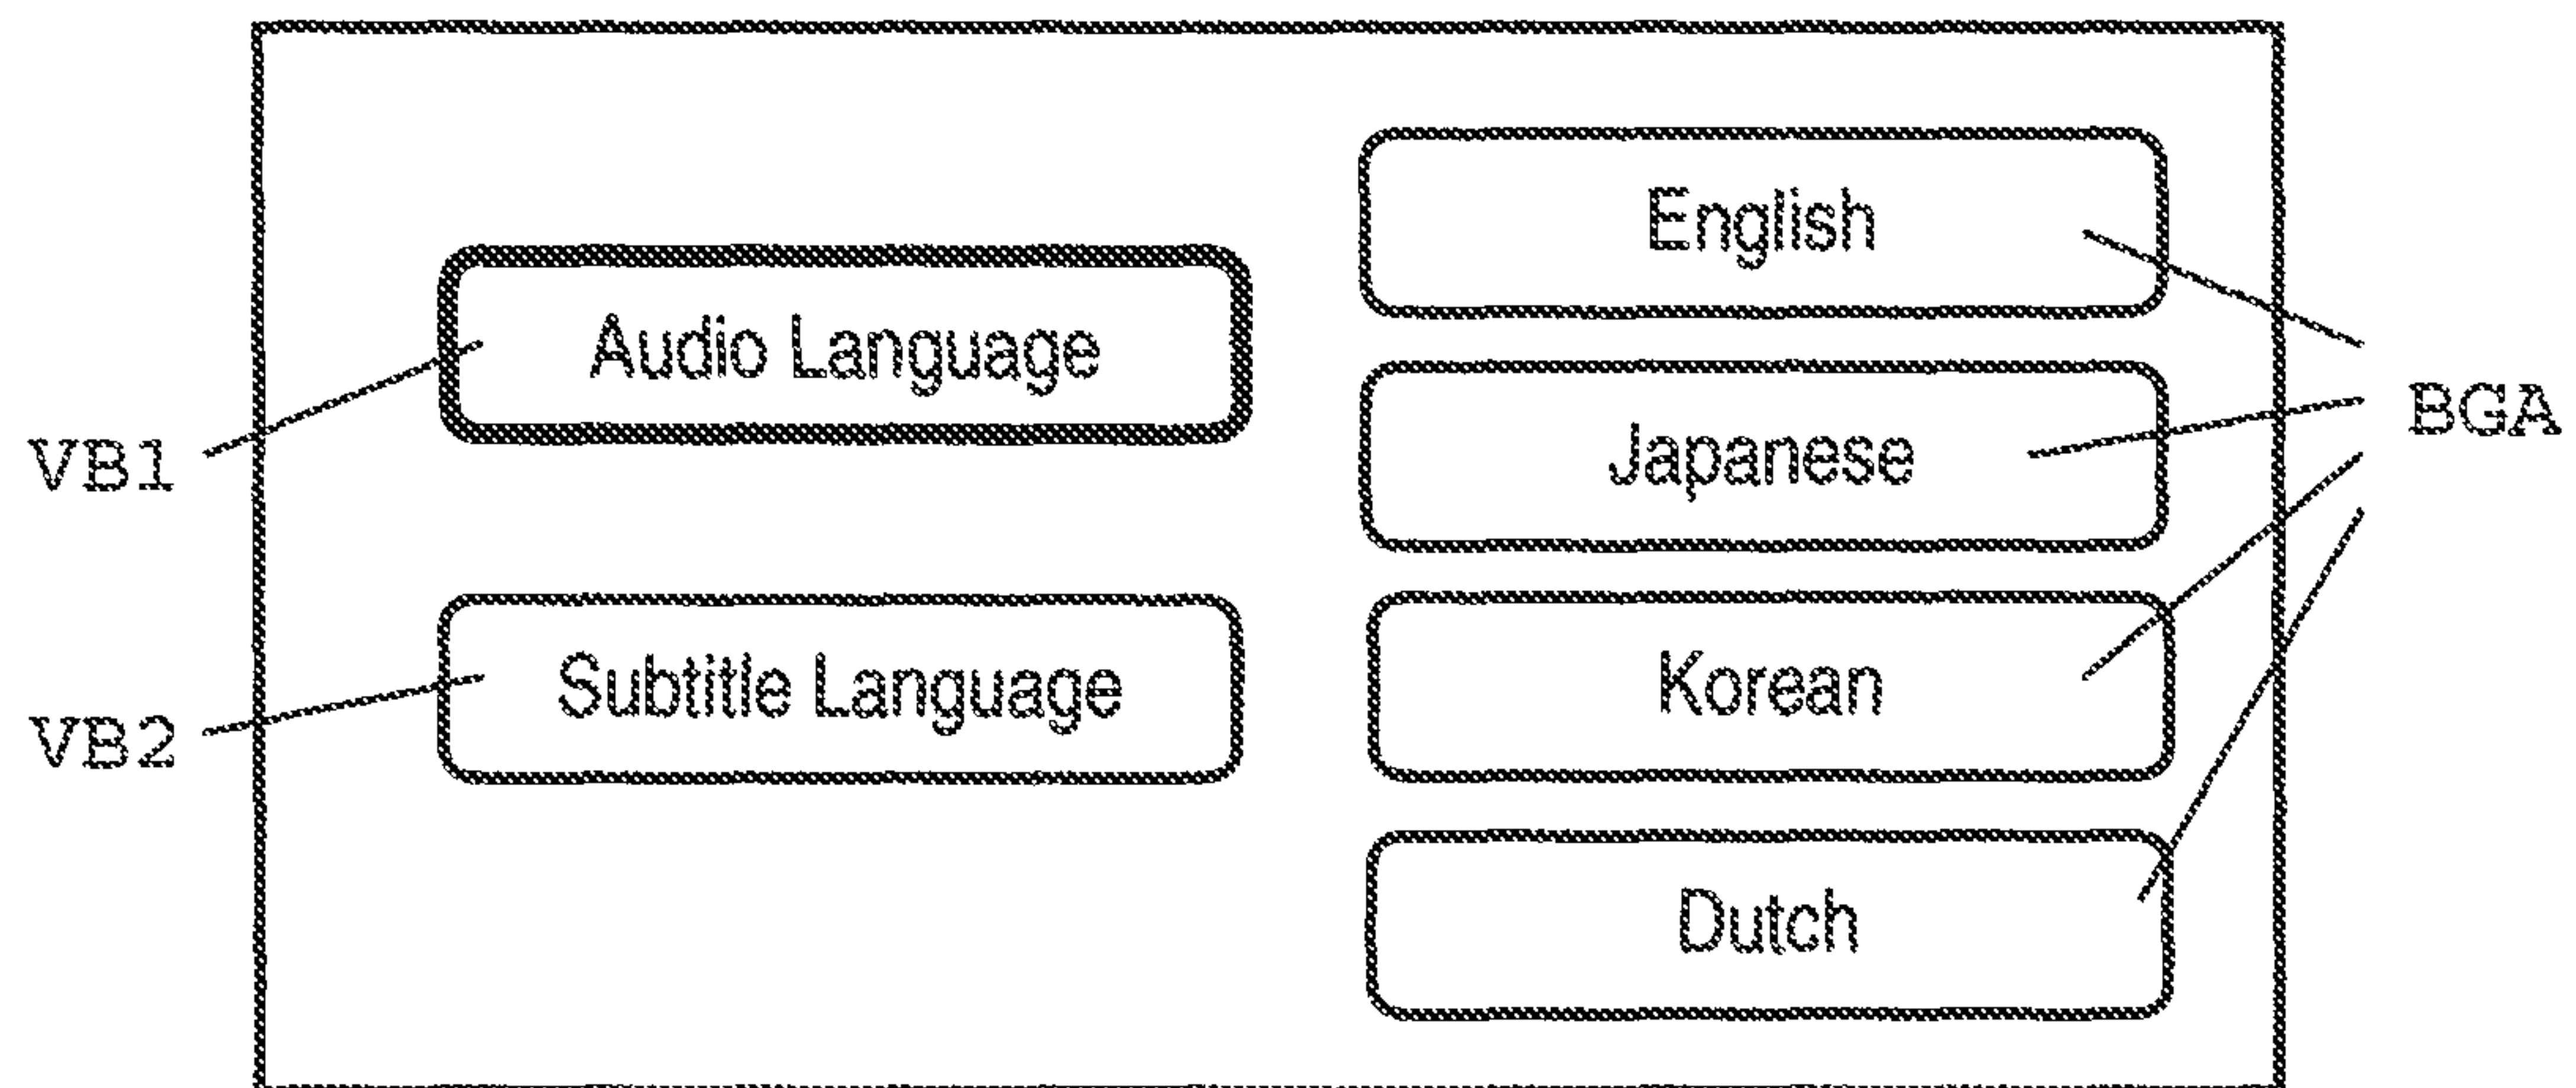 English
Audio Language
VB1
Japanese
BGA
Subtitle Language
VB2
Korean
Dutch